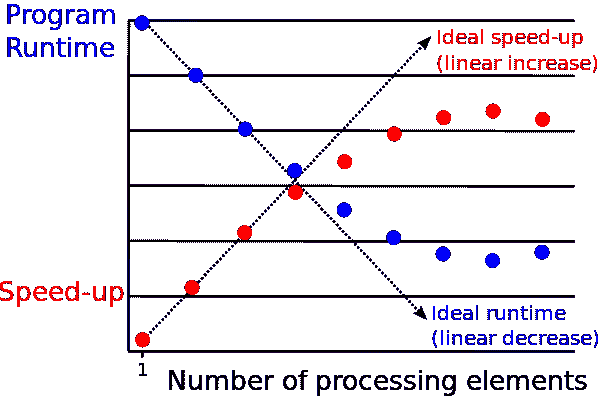 Program
Runtime
Ideal speed-up
(linear increase)
Speed-up
Ideal runtime
(linear decrease)
1
Number of processing elements